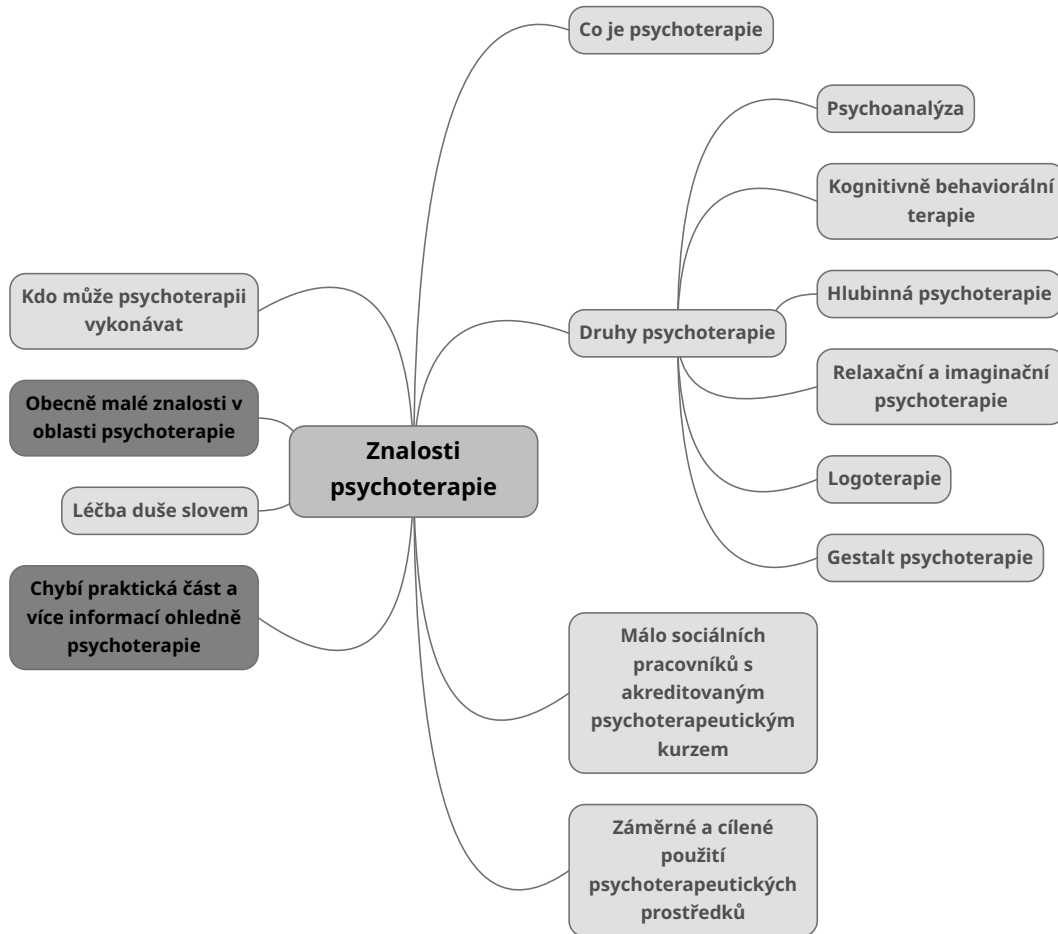 Co je psychoterapie
Psychoanalýza
Kognitivně behaviorální
terapie
Hlubinná psychoterapie
Druhy psychoterapie
Relaxační a imaginační
psychoterapie
Logoterapie
Gestalt psychoterapie
Kdo může psychoterapii
vykonávat
Obecně malé znalosti v
oblasti psychoterapie
Znalosti
psychoterapie
Léčba duše slovem
Chybí praktická část a
více informací ohledně
psychoterapie
Málo sociálních
pracovníků s
akreditovaným
psychoterapeutickým
kurzem
Záměrné a cílené
použití
psychoterapeutických
prostředků